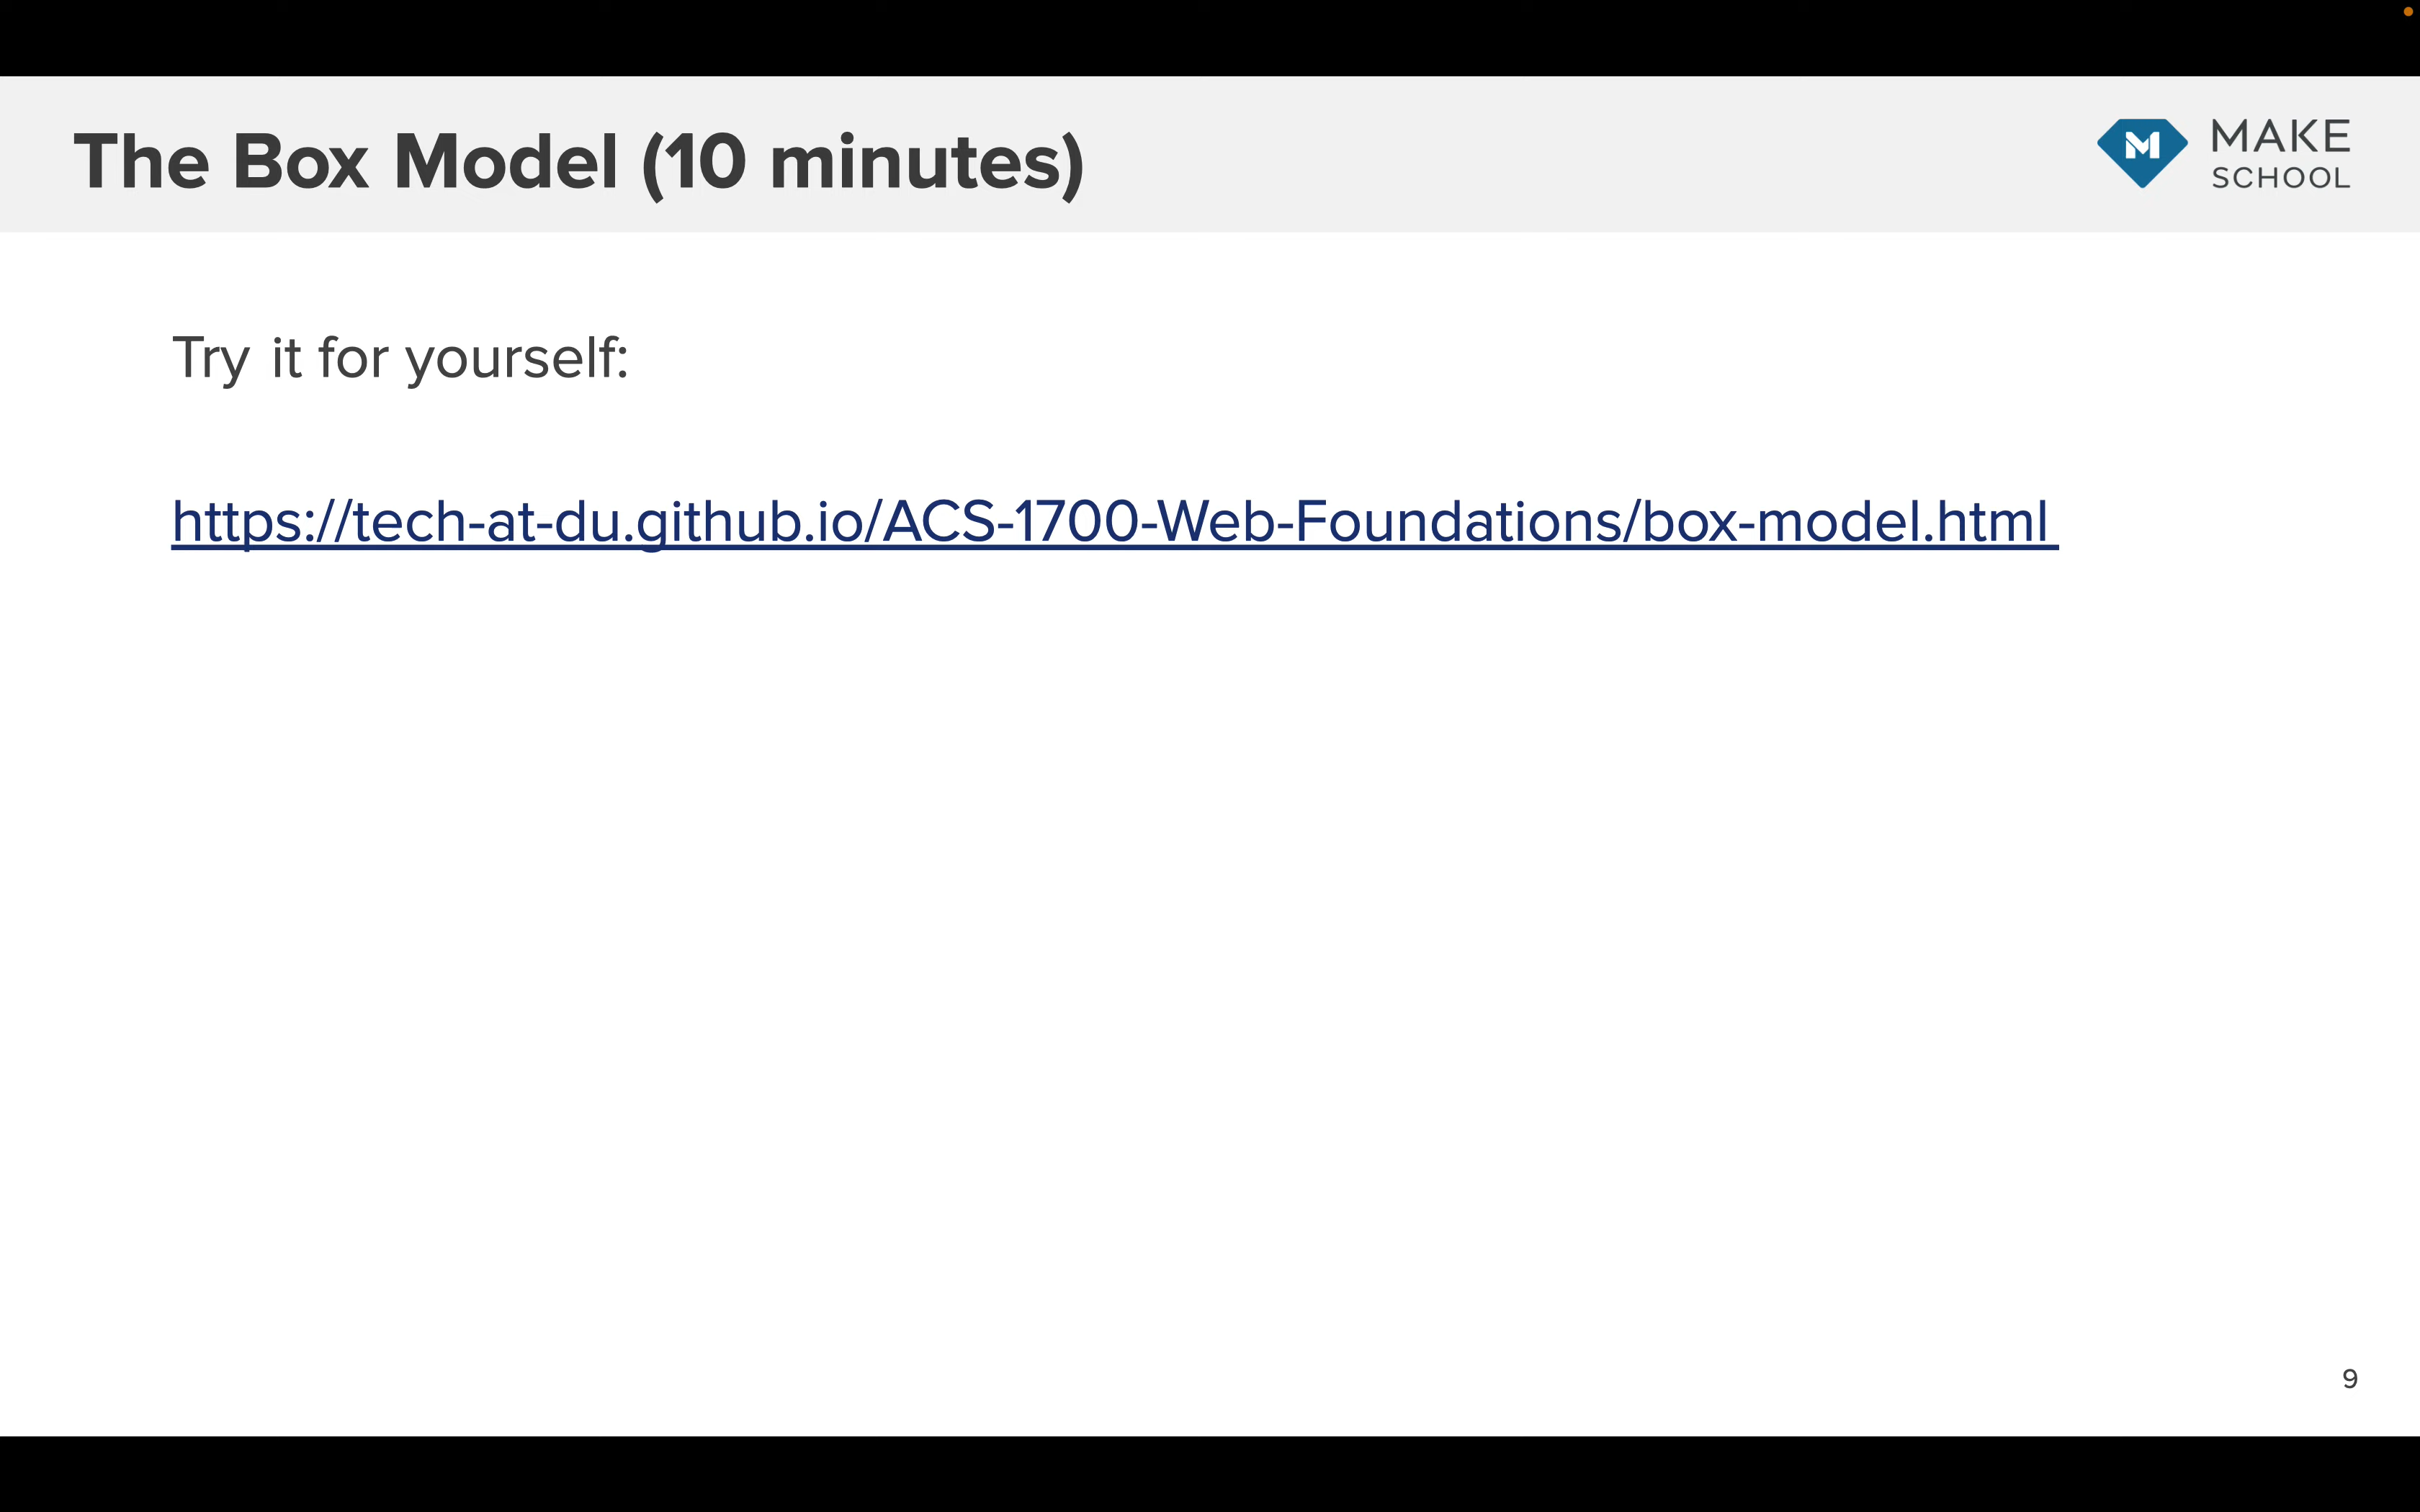 The Box Model (10 minutes)
MAKE
SCHOOL
Try it for yourself:
https://tech-at-du.github.io/ACS-1700-Web-Foundations/box-model.html
9